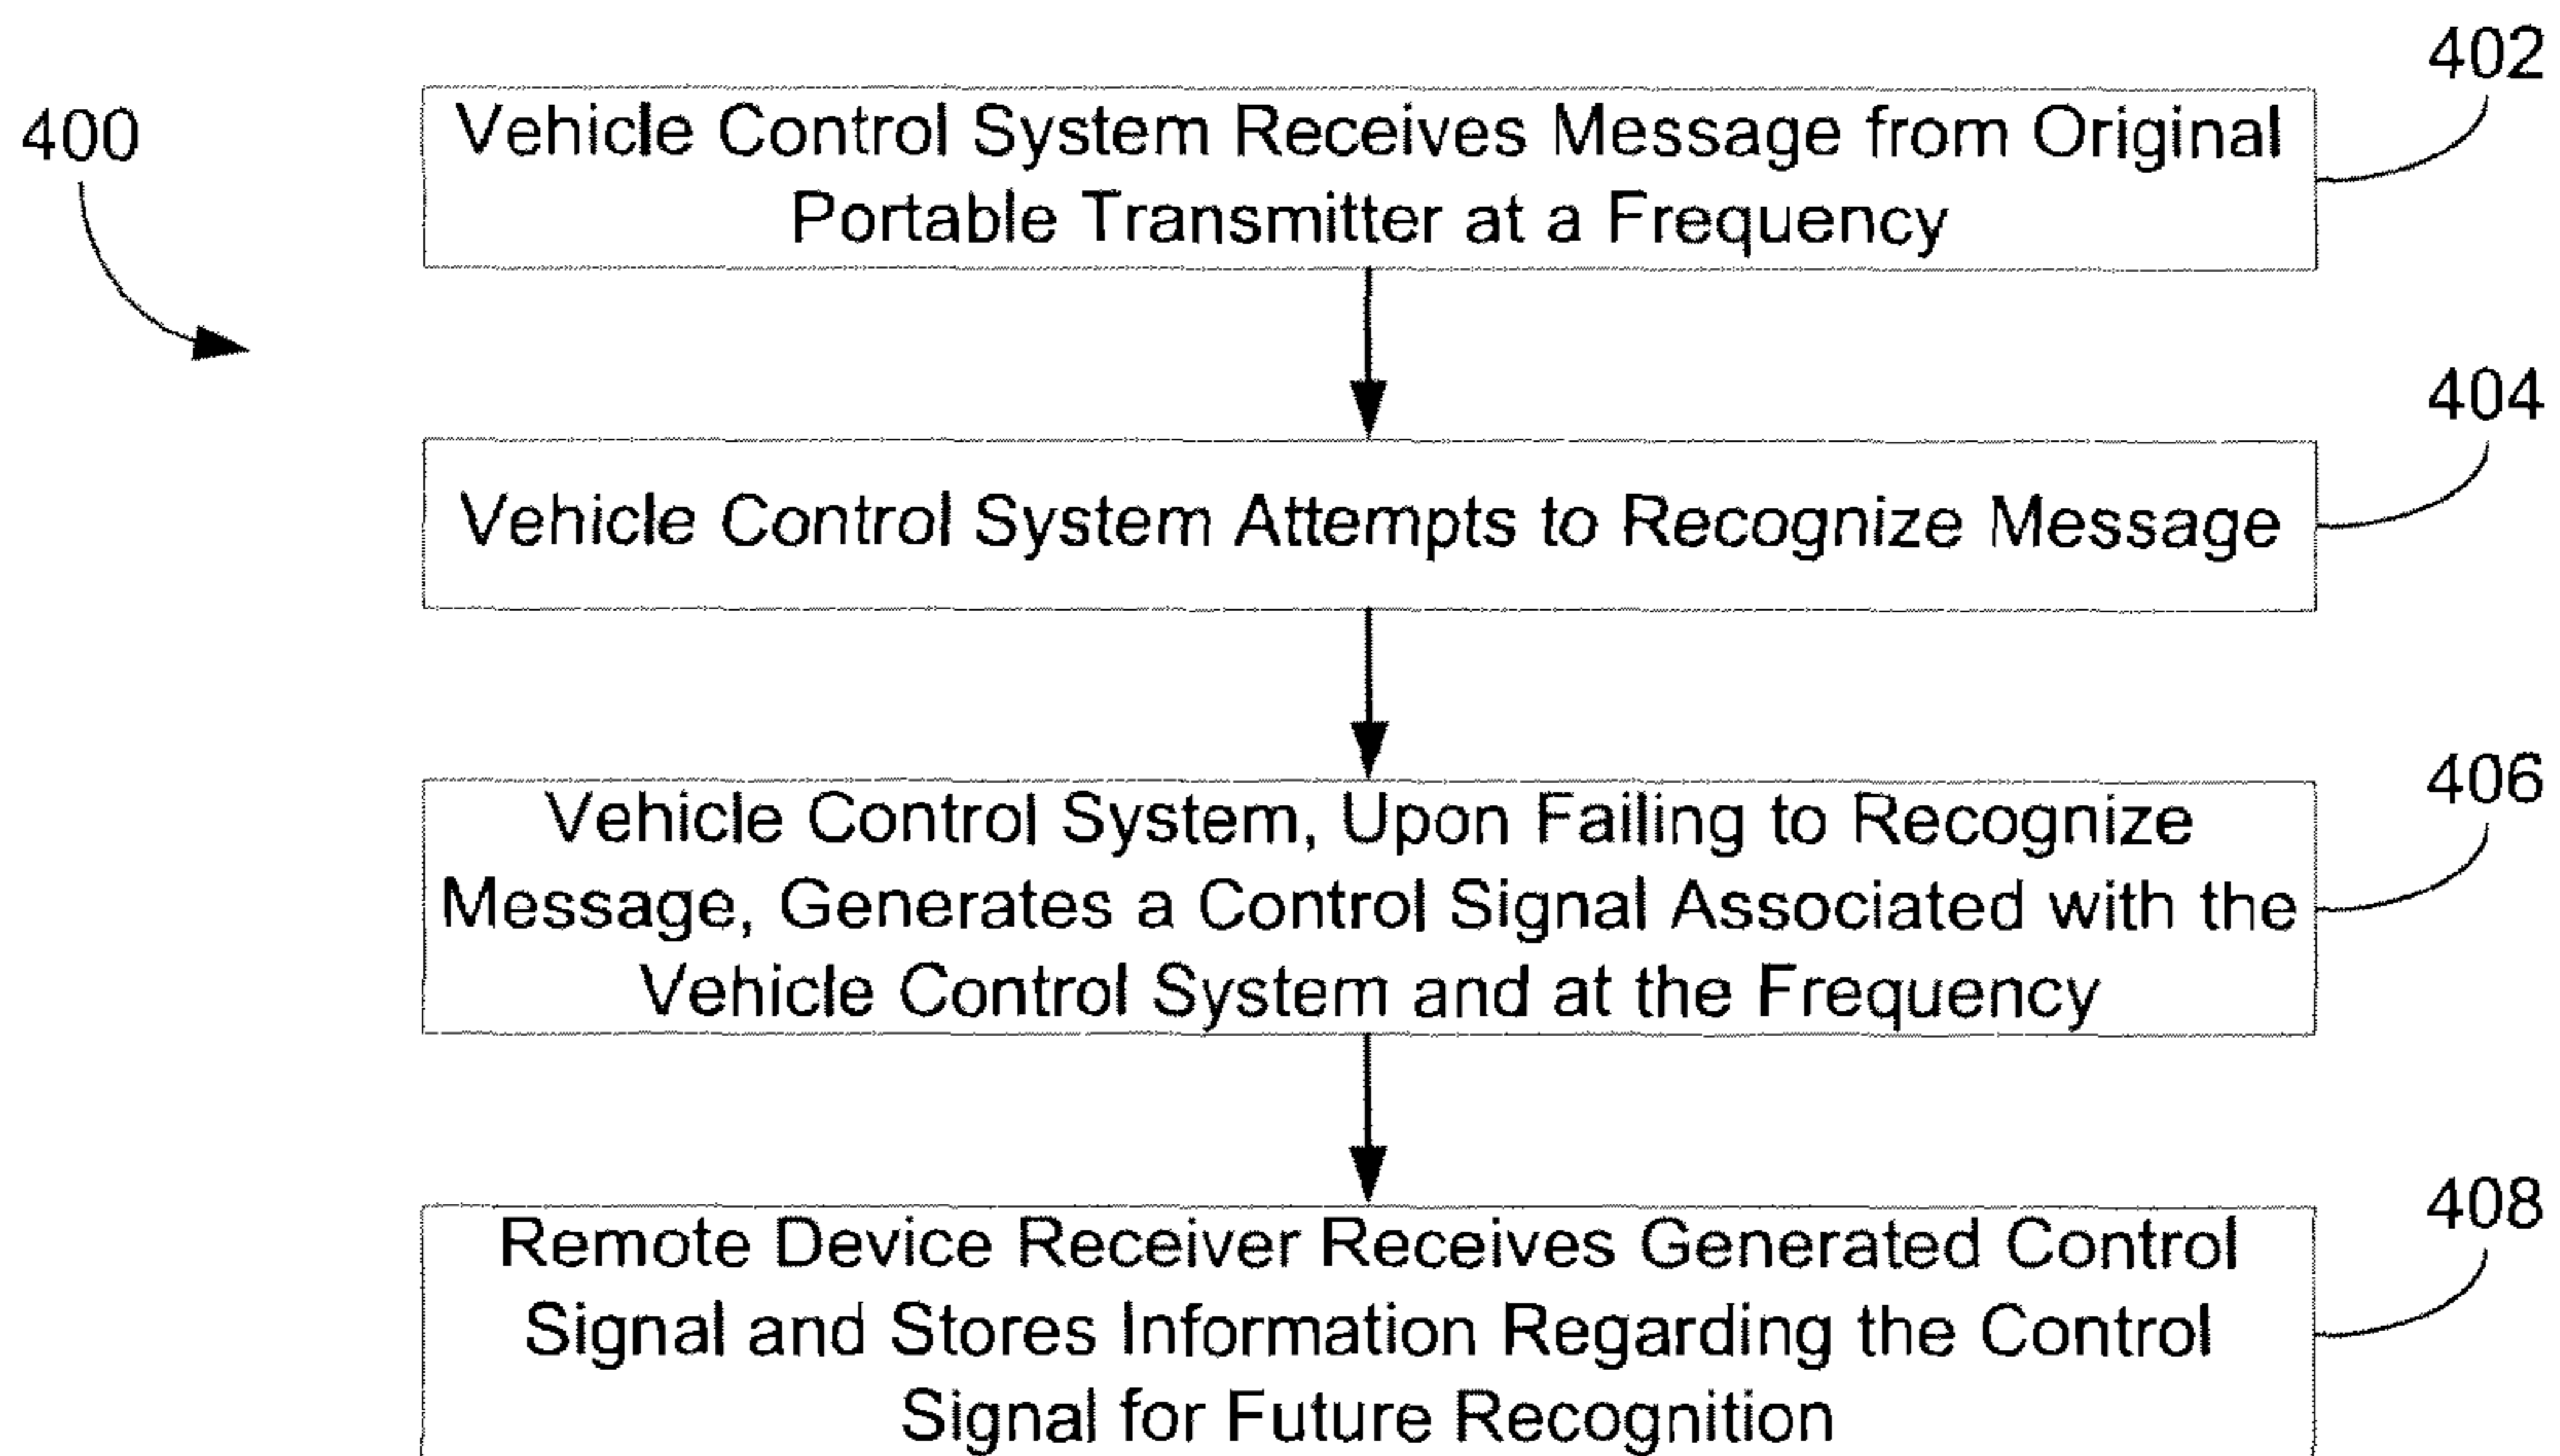 402
400
Vehicle Control System Receives Message from Original
Portable Transmitter at a Frequency
404
Vehicle Control System Attempts to Recognize Message
406
Vehicle Control System, Upon Failing to Recognize
Message, Generates a Control Signal Associated with the
Vehicle Control System and at the Frequency
408
Remote Device Receiver Receives Generated Control
Signal and Stores Information Regarding the Control
Signal for Future Recognition